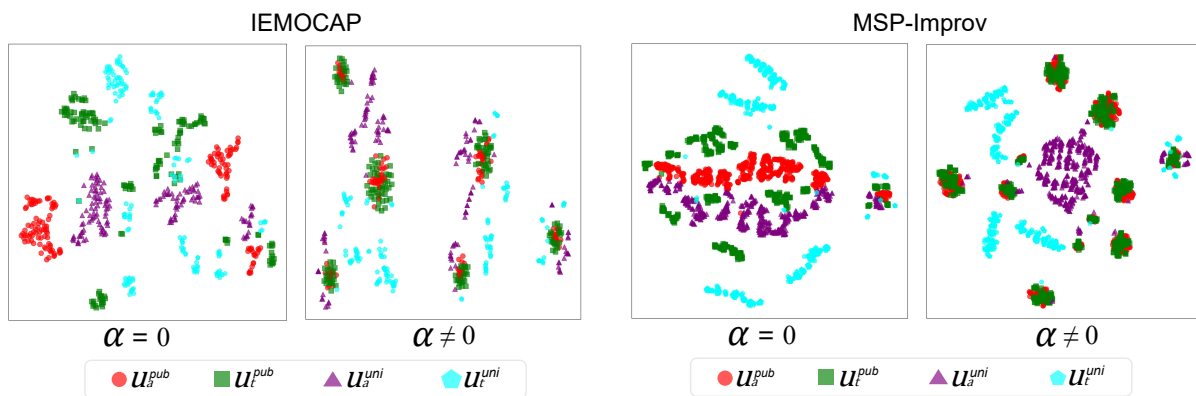 IEMOCAP
MSP-Improv
α = 0
α ≠ 0
α = 0
α ≠ 0
u_a^pub u_t^pub u_a^uni u_t^uni
u_a^pub u_t^pub u_a^uni u_t^uni